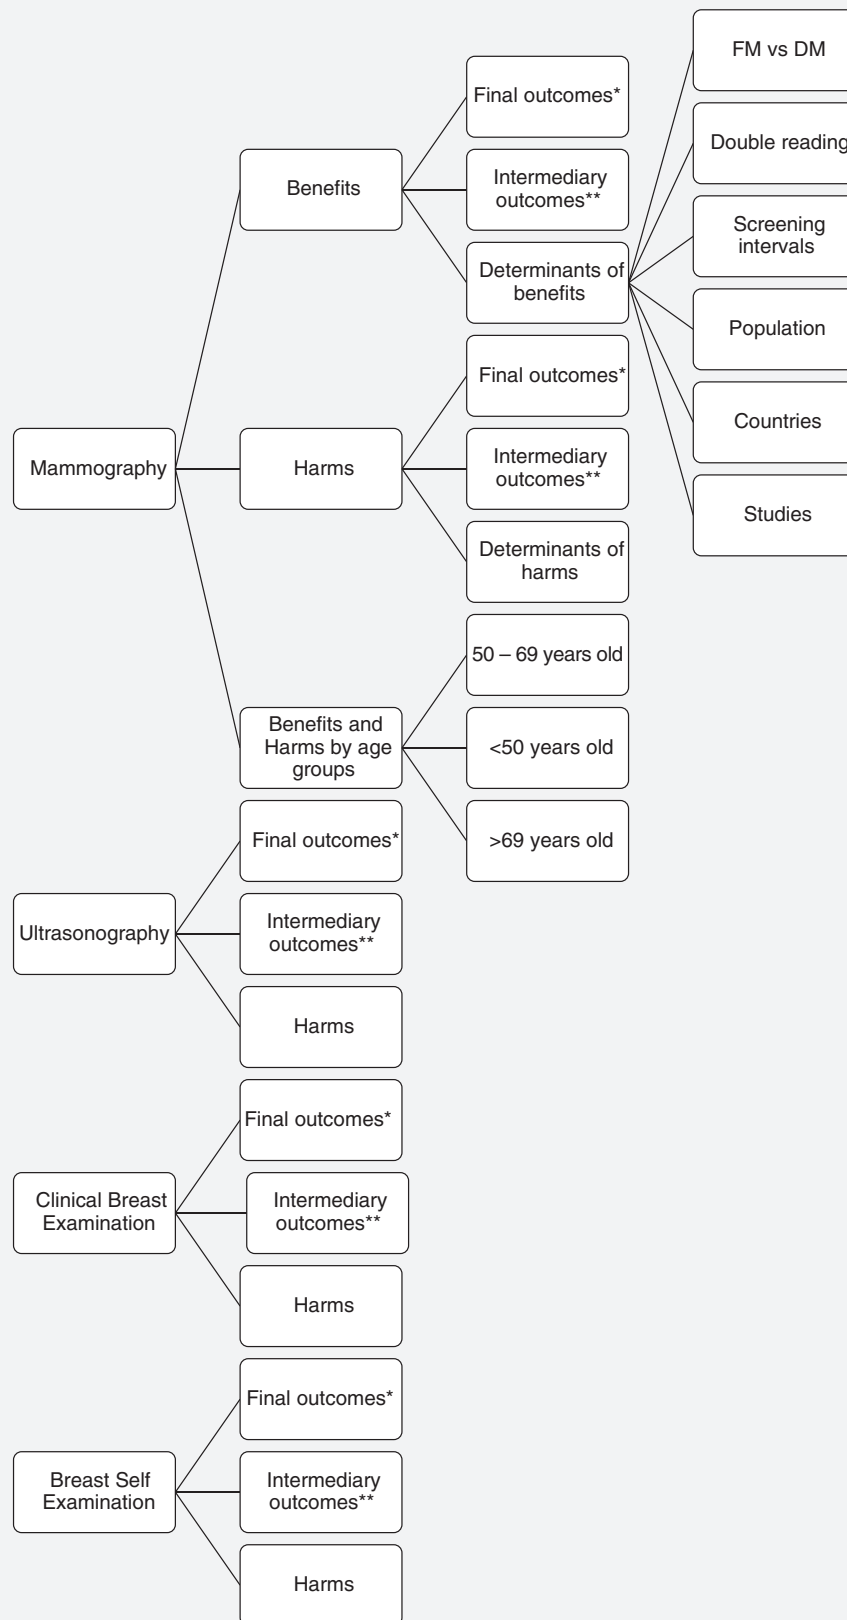 Mammography
Benefits
Final outcomes*
Intermediary
outcomes**
Determinants of
benefits
FM vs DM
Double reading
Screening
intervals
Population
Countries
Studies
Harms
Final outcomes*
Intermediary
outcomes**
Determinants of
harms
Benefits and
Harms by age
groups
50 – 69 years old
<50 years old
>69 years old
Ultrasonography
Final outcomes*
Intermediary
outcomes**
Harms
Clinical Breast
Examination
Final outcomes*
Intermediary
outcomes**
Harms
Breast Self
Examination
Final outcomes*
Intermediary
outcomes**
Harms